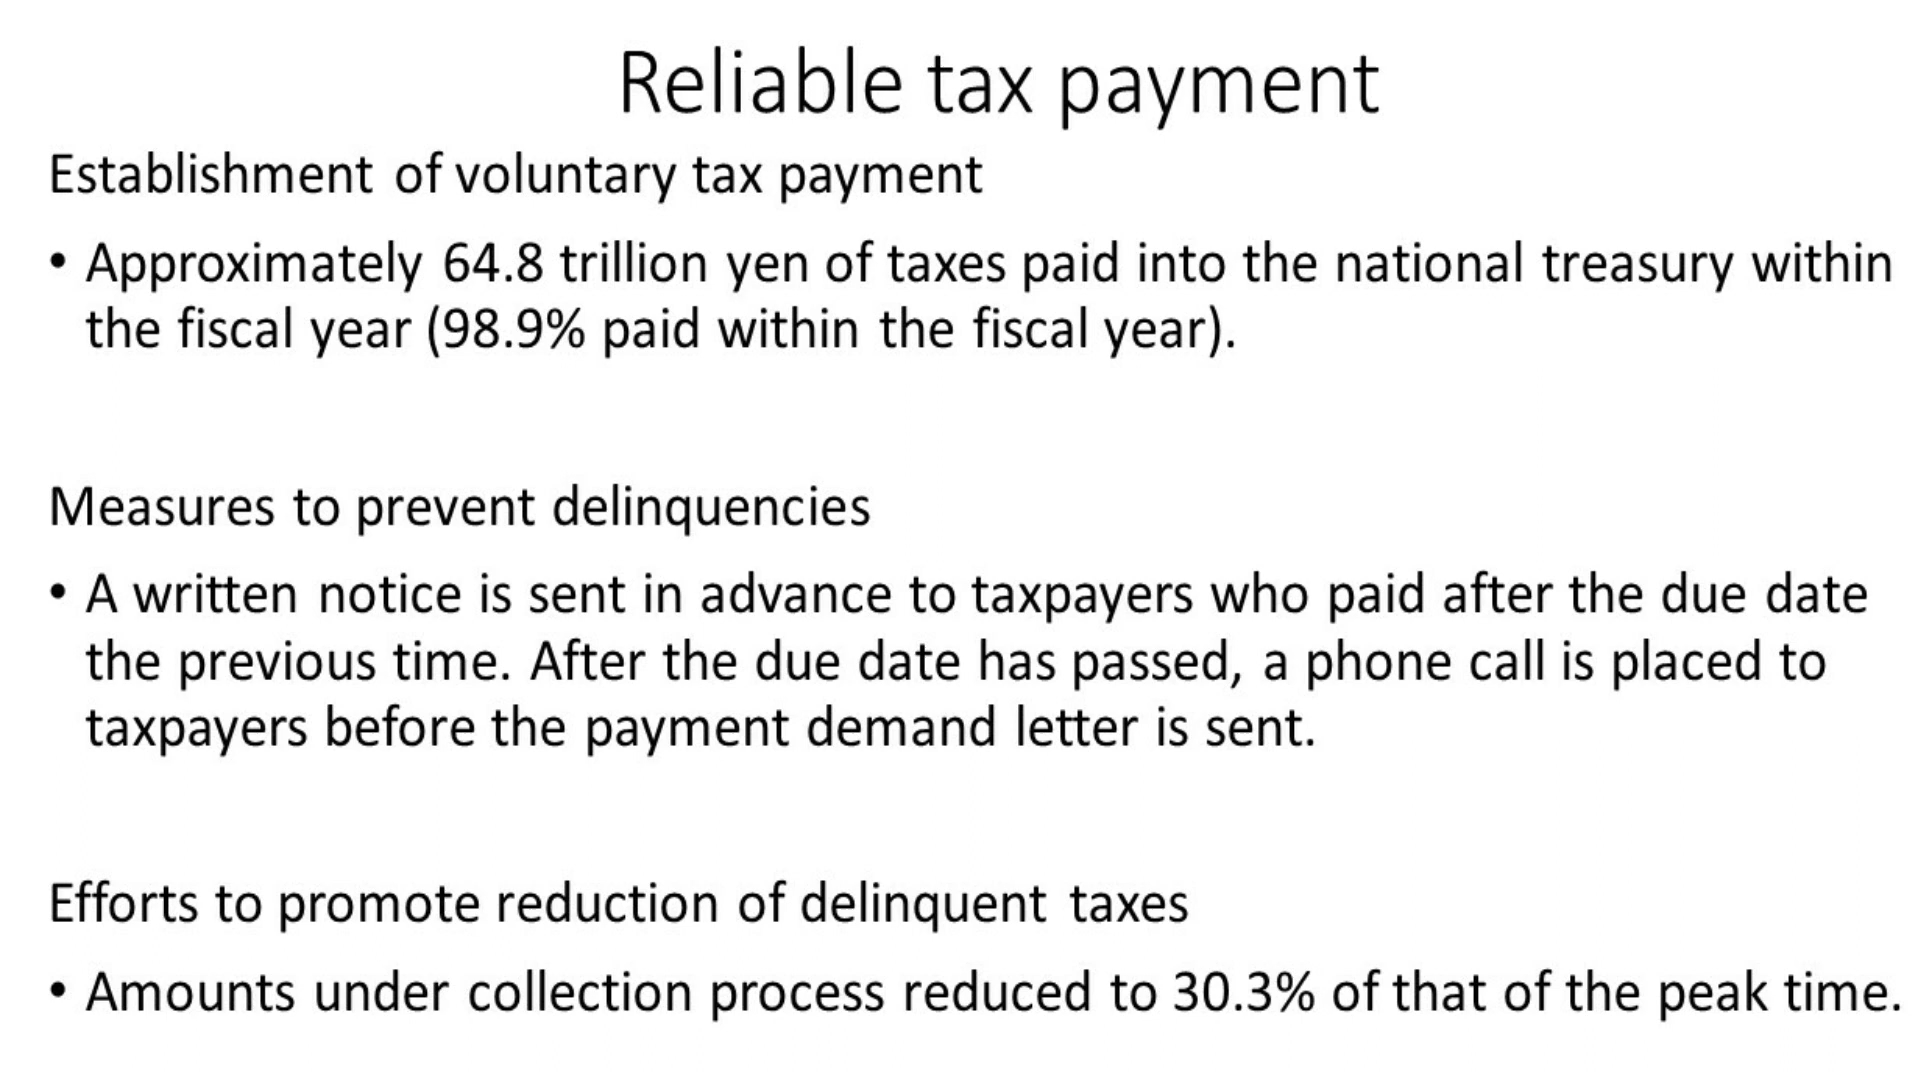 Reliable tax payment
Establishment of voluntary tax payment
• Approximately 64.8 trillion yen of taxes paid into the national treasury within
the fiscal year (98.9% paid within the fiscal year).
Measures to prevent delinquencies
• A written notice is sent in advance to taxpayers who paid after the due date
the previous time. After the due date has passed, a phone call is placed to
taxpayers before the payment demand letter is sent.
Efforts to promote reduction of delinquent taxes
• Amounts under collection process reduced to 30.3% of that of the peak time.